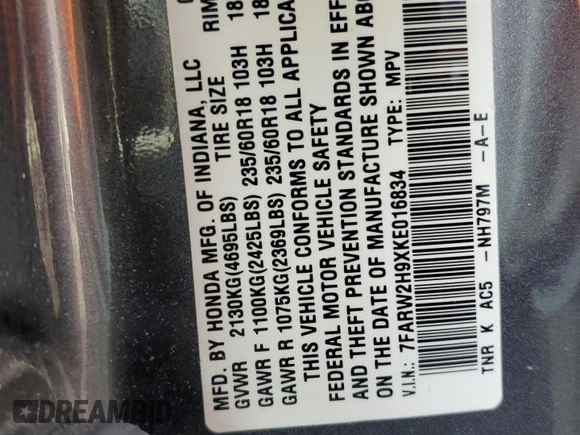 MFD. BY HONDA MFG. OF INDIANA, LLC
TIRE SIZE RIM
GVWR 2130KG(4695LBS)
GAWR F 1100KG(2425LBS) 235/60R18 103H 18
GAWR R 1075KG(2369LBS) 235/60R18 103H 18
THIS VEHICLE CONFORMS TO ALL APPLICA
FEDERAL MOTOR VEHICLE SAFETY
AND THEFT PREVENTION STANDARDS IN EFF
ON THE DATE OF MANUFACTURE SHOWN ABO
V.I.N.: 7FARW2H9XKE016834 TYPE: MPV
TNR K AC5 -NH797M -A-E
DREAMBID